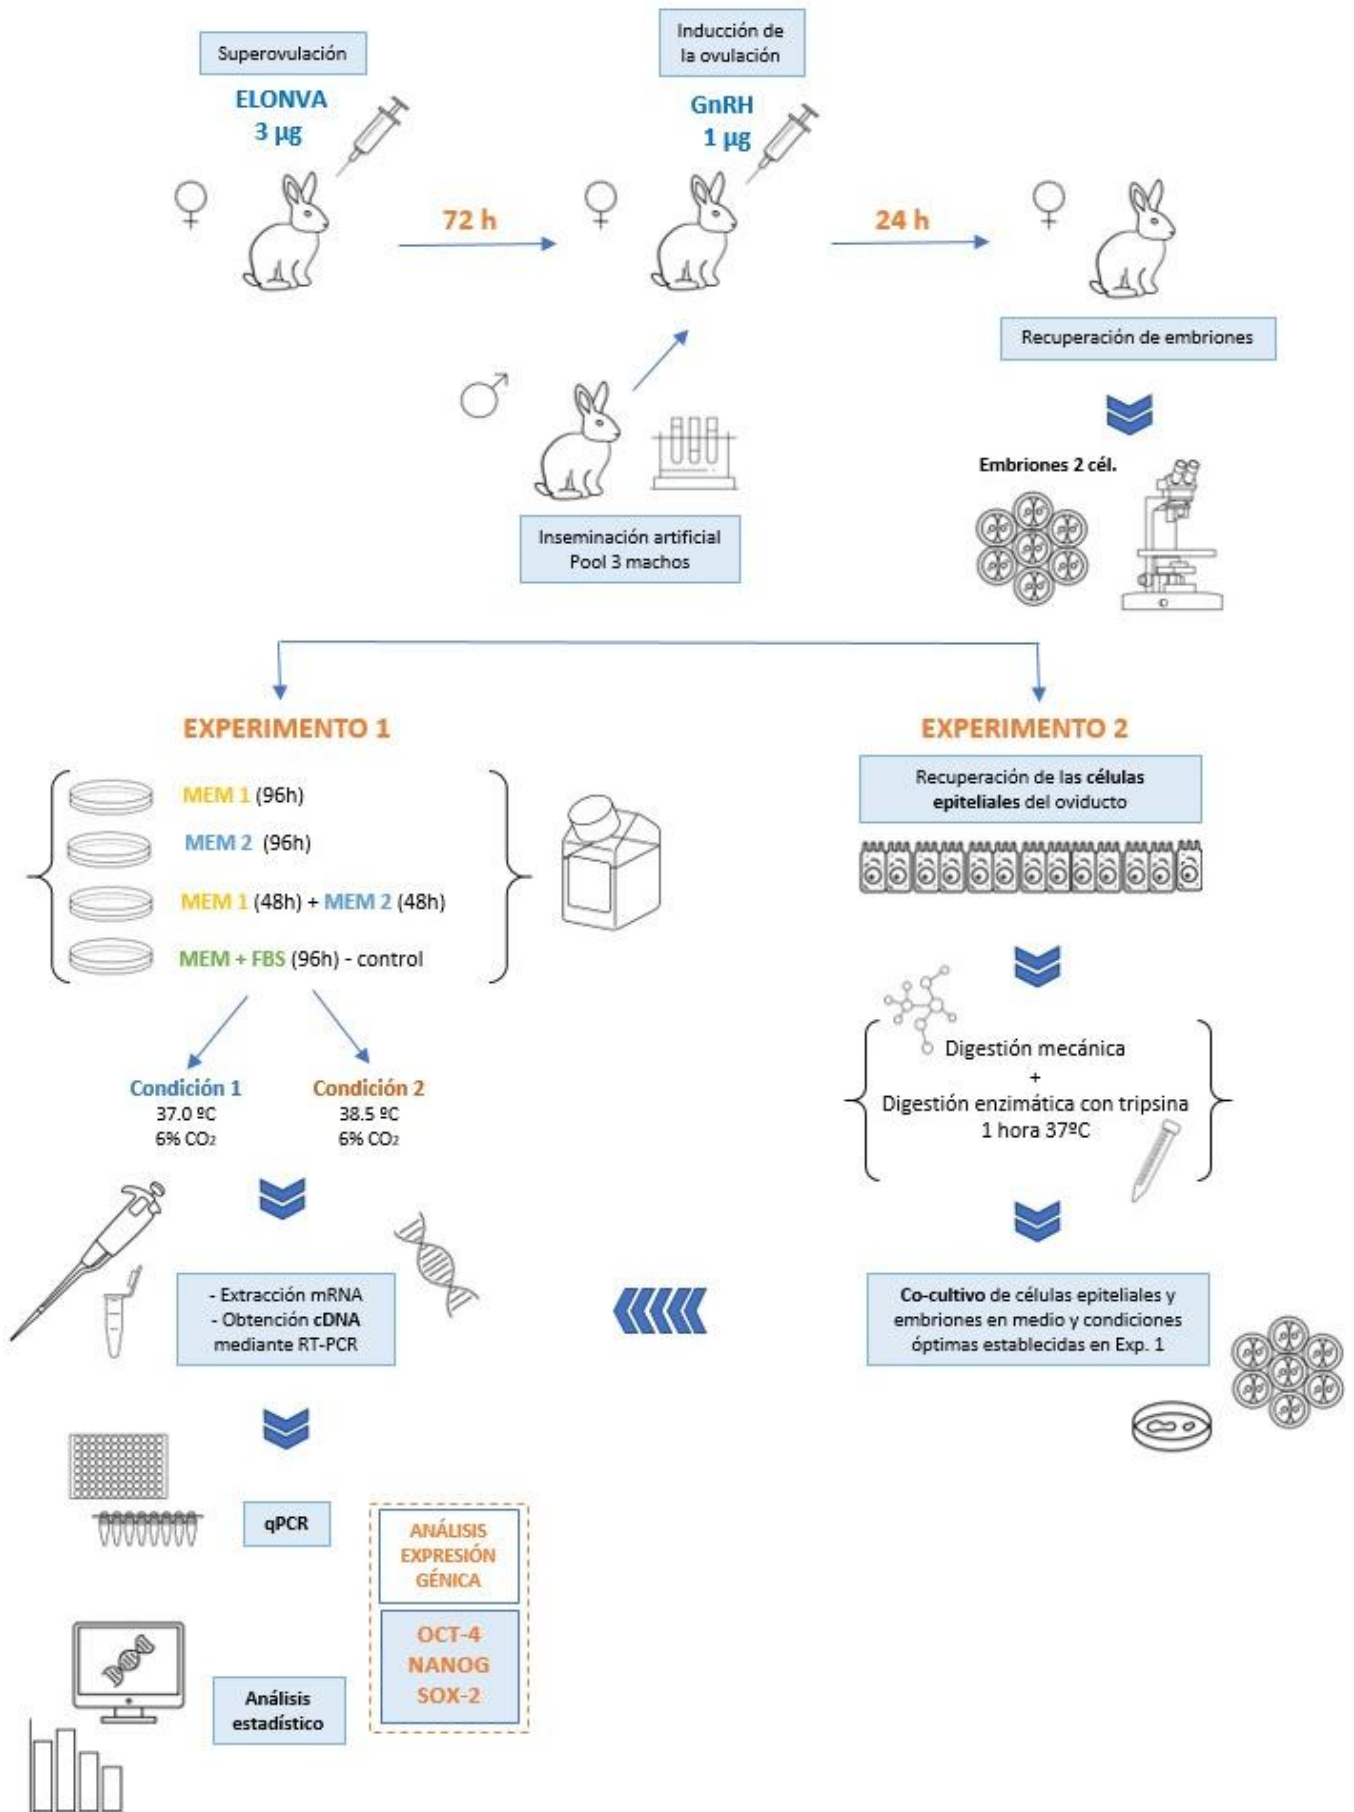 Superovulación
ELONVA
3 µg
Inducción de
la ovulación
GnRH
1 µg
72 h
24 h
Recuperación de embriones
Inseminación artificial
Pool 3 machos
Embriones 2 cél.
EXPERIMENTO 1
MEM 1 (96h)
MEM 2 (96h)
MEM 1 (48h) + MEM 2 (48h)
MEM + FBS (96h) - control
Condición 1
37.0 ºC
6% CO₂
Condición 2
38.5 ºC
6% CO₂
- Extracción mRNA
- Obtención cDNA
mediante RT-PCR
qPCR
ANÁLISIS
EXPRESIÓN
GÉNICA
OCT-4
NANOG
SOX-2
Análisis
estadístico
EXPERIMENTO 2
Recuperación de las células
epiteliales del oviducto
Digestión mecánica
+
Digestión enzimática con tripsina
1 hora 37ºC
Co-cultivo de células epiteliales y
embriones en medio y condiciones
óptimas establecidas en Exp. 1